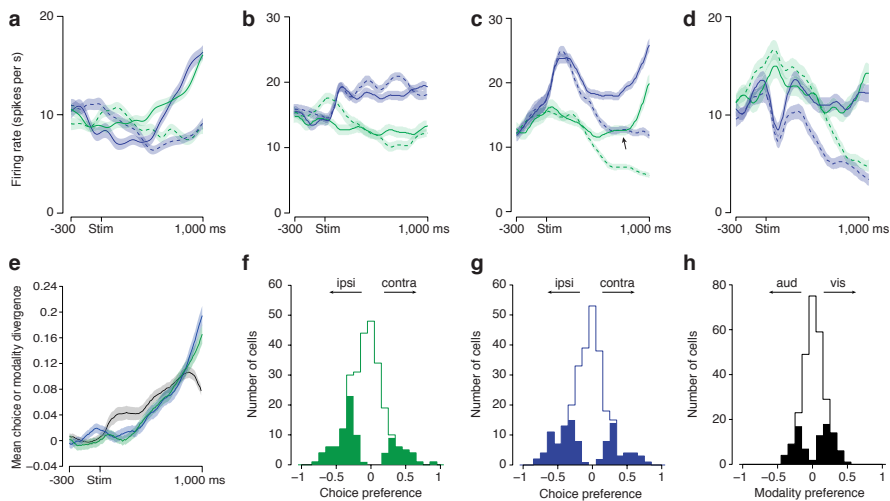 a
Firing rate (spikes per s)
20
10
0
-300
Stim
1,000 ms
b
30
20
10
0
-300
Stim
1,000 ms
c
30
20
10
0
-300
Stim
1,000 ms
d
20
10
0
-300
Stim
1,000 ms
e
Mean choice or modality divergence
0.24
0.20
0.16
0.12
0.08
0.04
0
−0.04
-300
Stim
1,000 ms
f
ipsi
contra
Number of cells
60
50
40
30
20
10
0
−1
−0.5
0
0.5
1
Choice preference
g
ipsi
contra
Number of cells
60
50
40
30
20
10
0
−1
−0.5
0
0.5
1
Choice preference
h
aud
vis
Number of cells
80
60
40
20
0
−1
−0.5
0
0.5
1
Modality preference